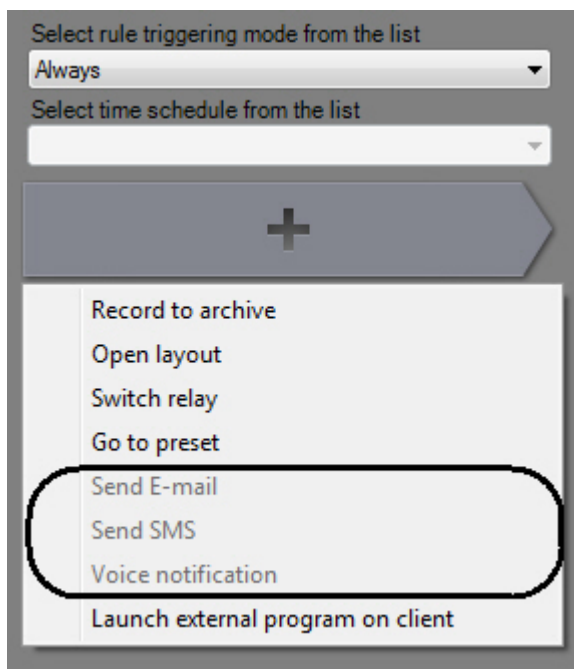 Select rule triggering mode from the list
Always
Select time schedule from the list
Record to archive
Open layout
Switch relay
Go to preset
Send E-mail
Send SMS
Voice notification
Launch external program on client